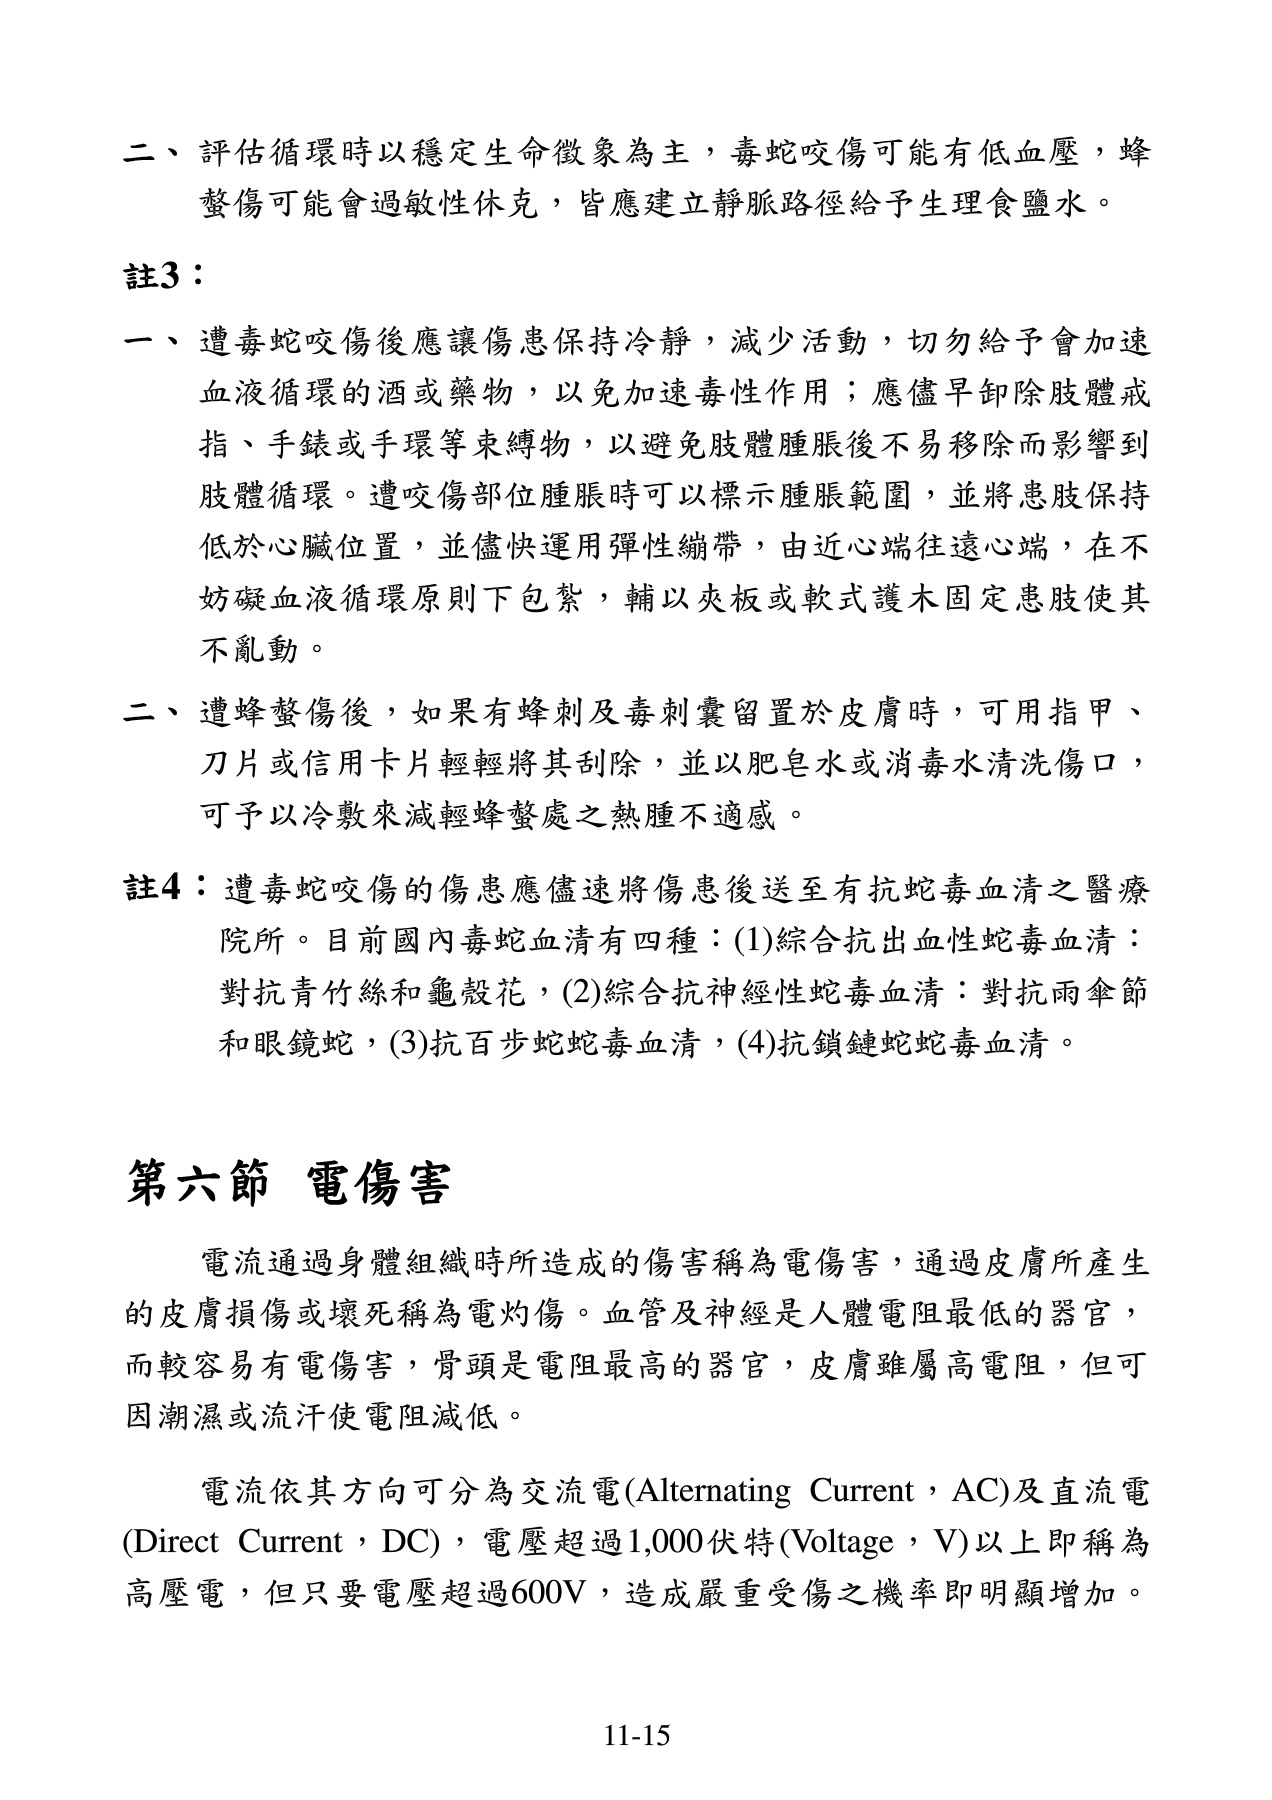 二、 評估循環時以穩定生命徵象為主，毒蛇咬傷可能有低血壓，蜂
螫傷可能會過敏性休克，皆應建立靜脈路徑給予生理食鹽水。
註3：
一、 遭毒蛇咬傷後應讓傷患保持冷靜，減少活動，切勿給予會加速
血液循環的酒或藥物，以免加速毒性作用；應儘早卸除肢體戒
指、手錶或手環等束縛物，以避免肢體腫脹後不易移除而影響到
肢體循環。遭咬傷部位腫脹時可以標示腫脹範圍，並將患肢保持
低於心臟位置，並儘快運用彈性繃帶，由近心端往遠心端，在不
妨礙血液循環原則下包紮，輔以夾板或軟式護木固定患肢使其
不亂動。
二、 遭蜂螫傷後，如果有蜂刺及毒刺囊留置於皮膚時，可用指甲、
刀片或信用卡片輕輕將其刮除，並以肥皂水或消毒水清洗傷口，
可予以冷敷來減輕蜂螫處之熱腫不適感。
註4：遭毒蛇咬傷的傷患應儘速將傷患後送至有抗蛇毒血清之醫療
院所。目前國內毒蛇血清有四種：(1)綜合抗出血性蛇毒血清：
對抗青竹絲和龜殼花，(2)綜合抗神經性蛇毒血清：對抗雨傘節
和眼鏡蛇，(3)抗百步蛇蛇毒血清，(4)抗鎖鏈蛇蛇毒血清。
第六節 電傷害
電流通過身體組織時所造成的傷害稱為電傷害，通過皮膚所產生
的皮膚損傷或壞死稱為電灼傷。血管及神經是人體電阻最低的器官，
而較容易有電傷害，骨頭是電阻最高的器官，皮膚雖屬高電阻，但可
因潮濕或流汗使電阻減低。
電流依其方向可分為交流電(Alternating Current，AC)及直流電
(Direct Current，DC)，電壓超過1,000伏特(Voltage，V)以上即稱為
高壓電，但只要電壓超過600V，造成嚴重受傷之機率即明顯增加。
11-15